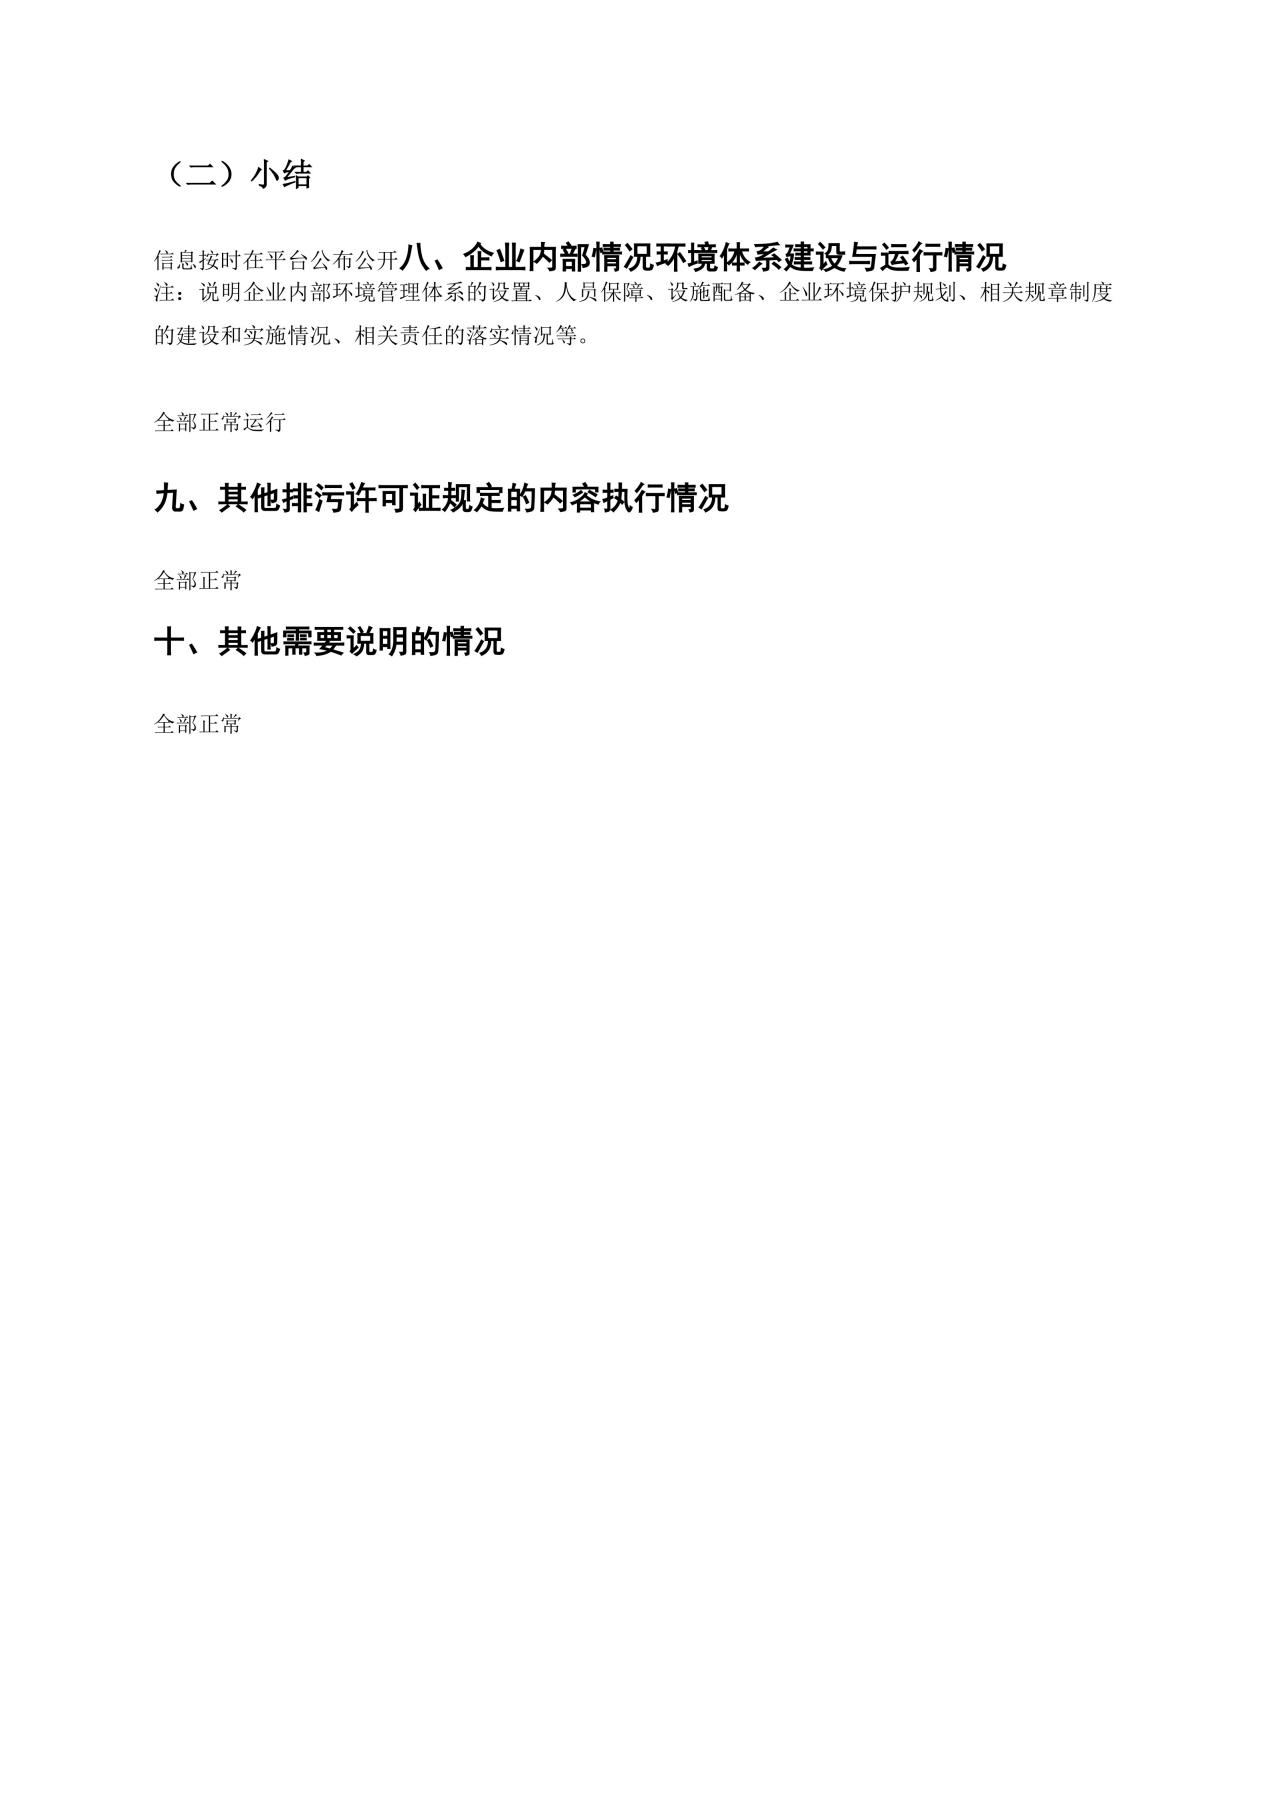 （二）小结
信息按时在平台公布公开八、企业内部情况环境体系建设与运行情况
注：说明企业内部环境管理体系的设置、人员保障、设施配备、企业环境保护规划、相关规章制度
的建设和实施情况、相关责任的落实情况等。
全部正常运行
九、其他排污许可证规定的内容执行情况
全部正常
十、其他需要说明的情况
全部正常